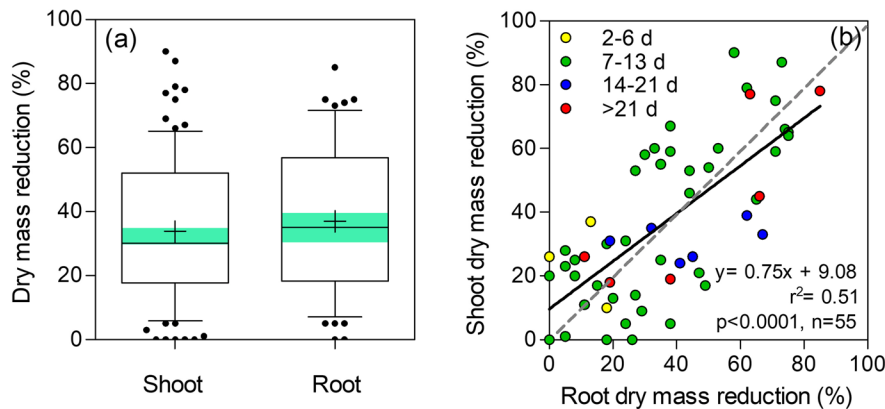 (a)
Dry mass reduction (%)
100
80
60
40
20
0
Shoot
Root
(b)
2-6 d
7-13 d
14-21 d
>21 d
Shoot dry mass reduction (%)
100
80
60
40
20
0
y= 0.75x + 9.08
r²= 0.51
p<0.0001, n=55
0 20 40 60 80 100
Root dry mass reduction (%)